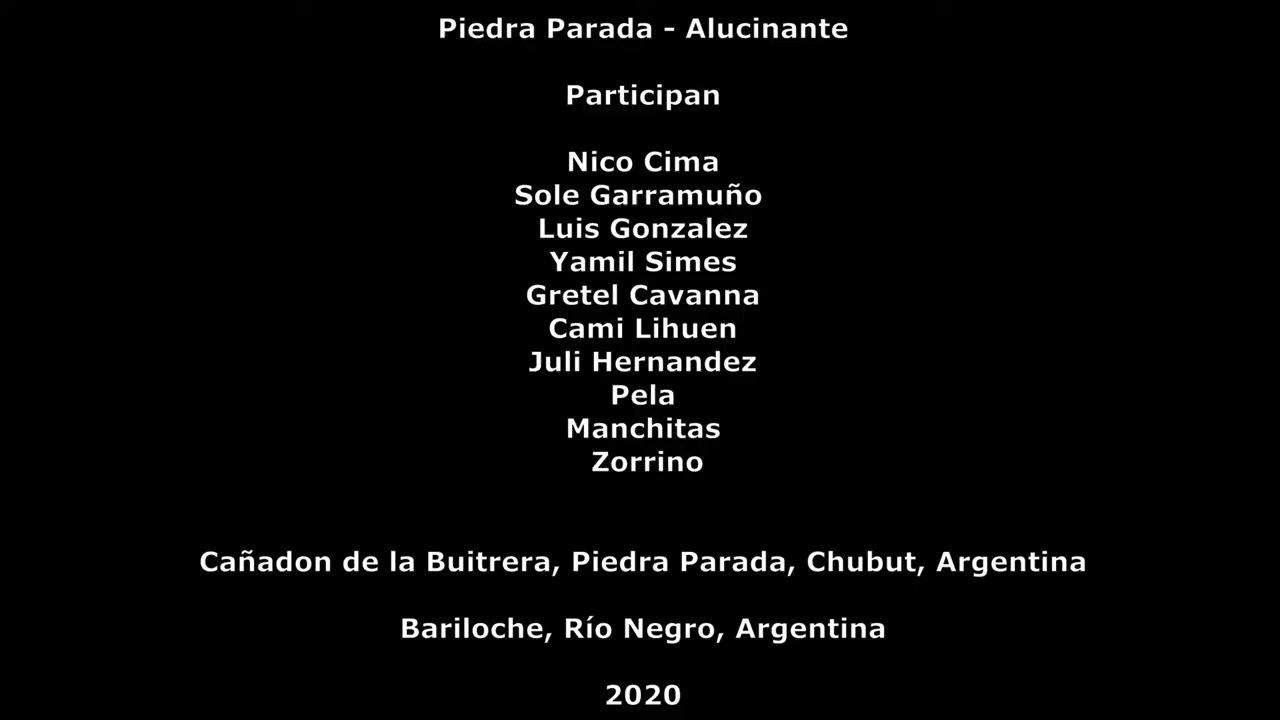 Piedra Parada - Alucinante
Participan
Nico Cima
Sole Garramuño
Luis Gonzalez
Yamil Simes
Gretel Cavanna
Cami Lihuen
Juli Hernandez
Pela
Manchitas
Zorrino
Cañadon de la Buitrera, Piedra Parada, Chubut, Argentina
Bariloche, Río Negro, Argentina
2020